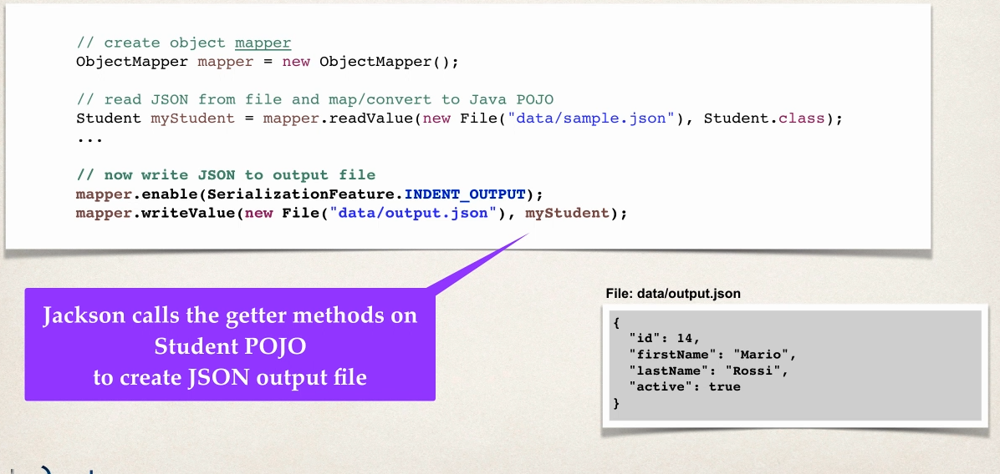 // create object mapper
ObjectMapper mapper = new ObjectMapper();
// read JSON from file and map/convert to Java POJO
Student myStudent = mapper.readValue(new File("data/sample.json"), Student.class);
...
// now write JSON to output file
mapper.enable(SerializationFeature.INDENT_OUTPUT);
mapper.writeValue(new File("data/output.json"), myStudent);
Jackson calls the getter methods on
Student POJO
to create JSON output file
File: data/output.json
{
"id": 14,
"firstName": "Mario",
"lastName": "Rossi",
"active": true
}